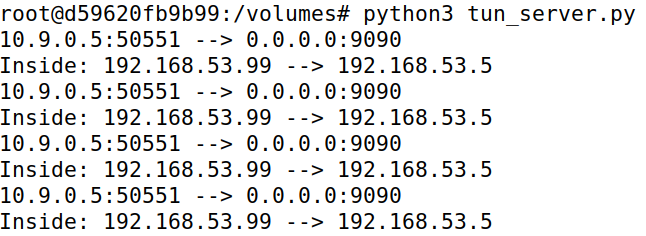 root@d59620fb9b99:/volumes# python3 tun_server.py
10.9.0.5:50551 --> 0.0.0.0:9090
Inside: 192.168.53.99 --> 192.168.53.5
10.9.0.5:50551 --> 0.0.0.0:9090
Inside: 192.168.53.99 --> 192.168.53.5
10.9.0.5:50551 --> 0.0.0.0:9090
Inside: 192.168.53.99 --> 192.168.53.5
10.9.0.5:50551 --> 0.0.0.0:9090
Inside: 192.168.53.99 --> 192.168.53.5